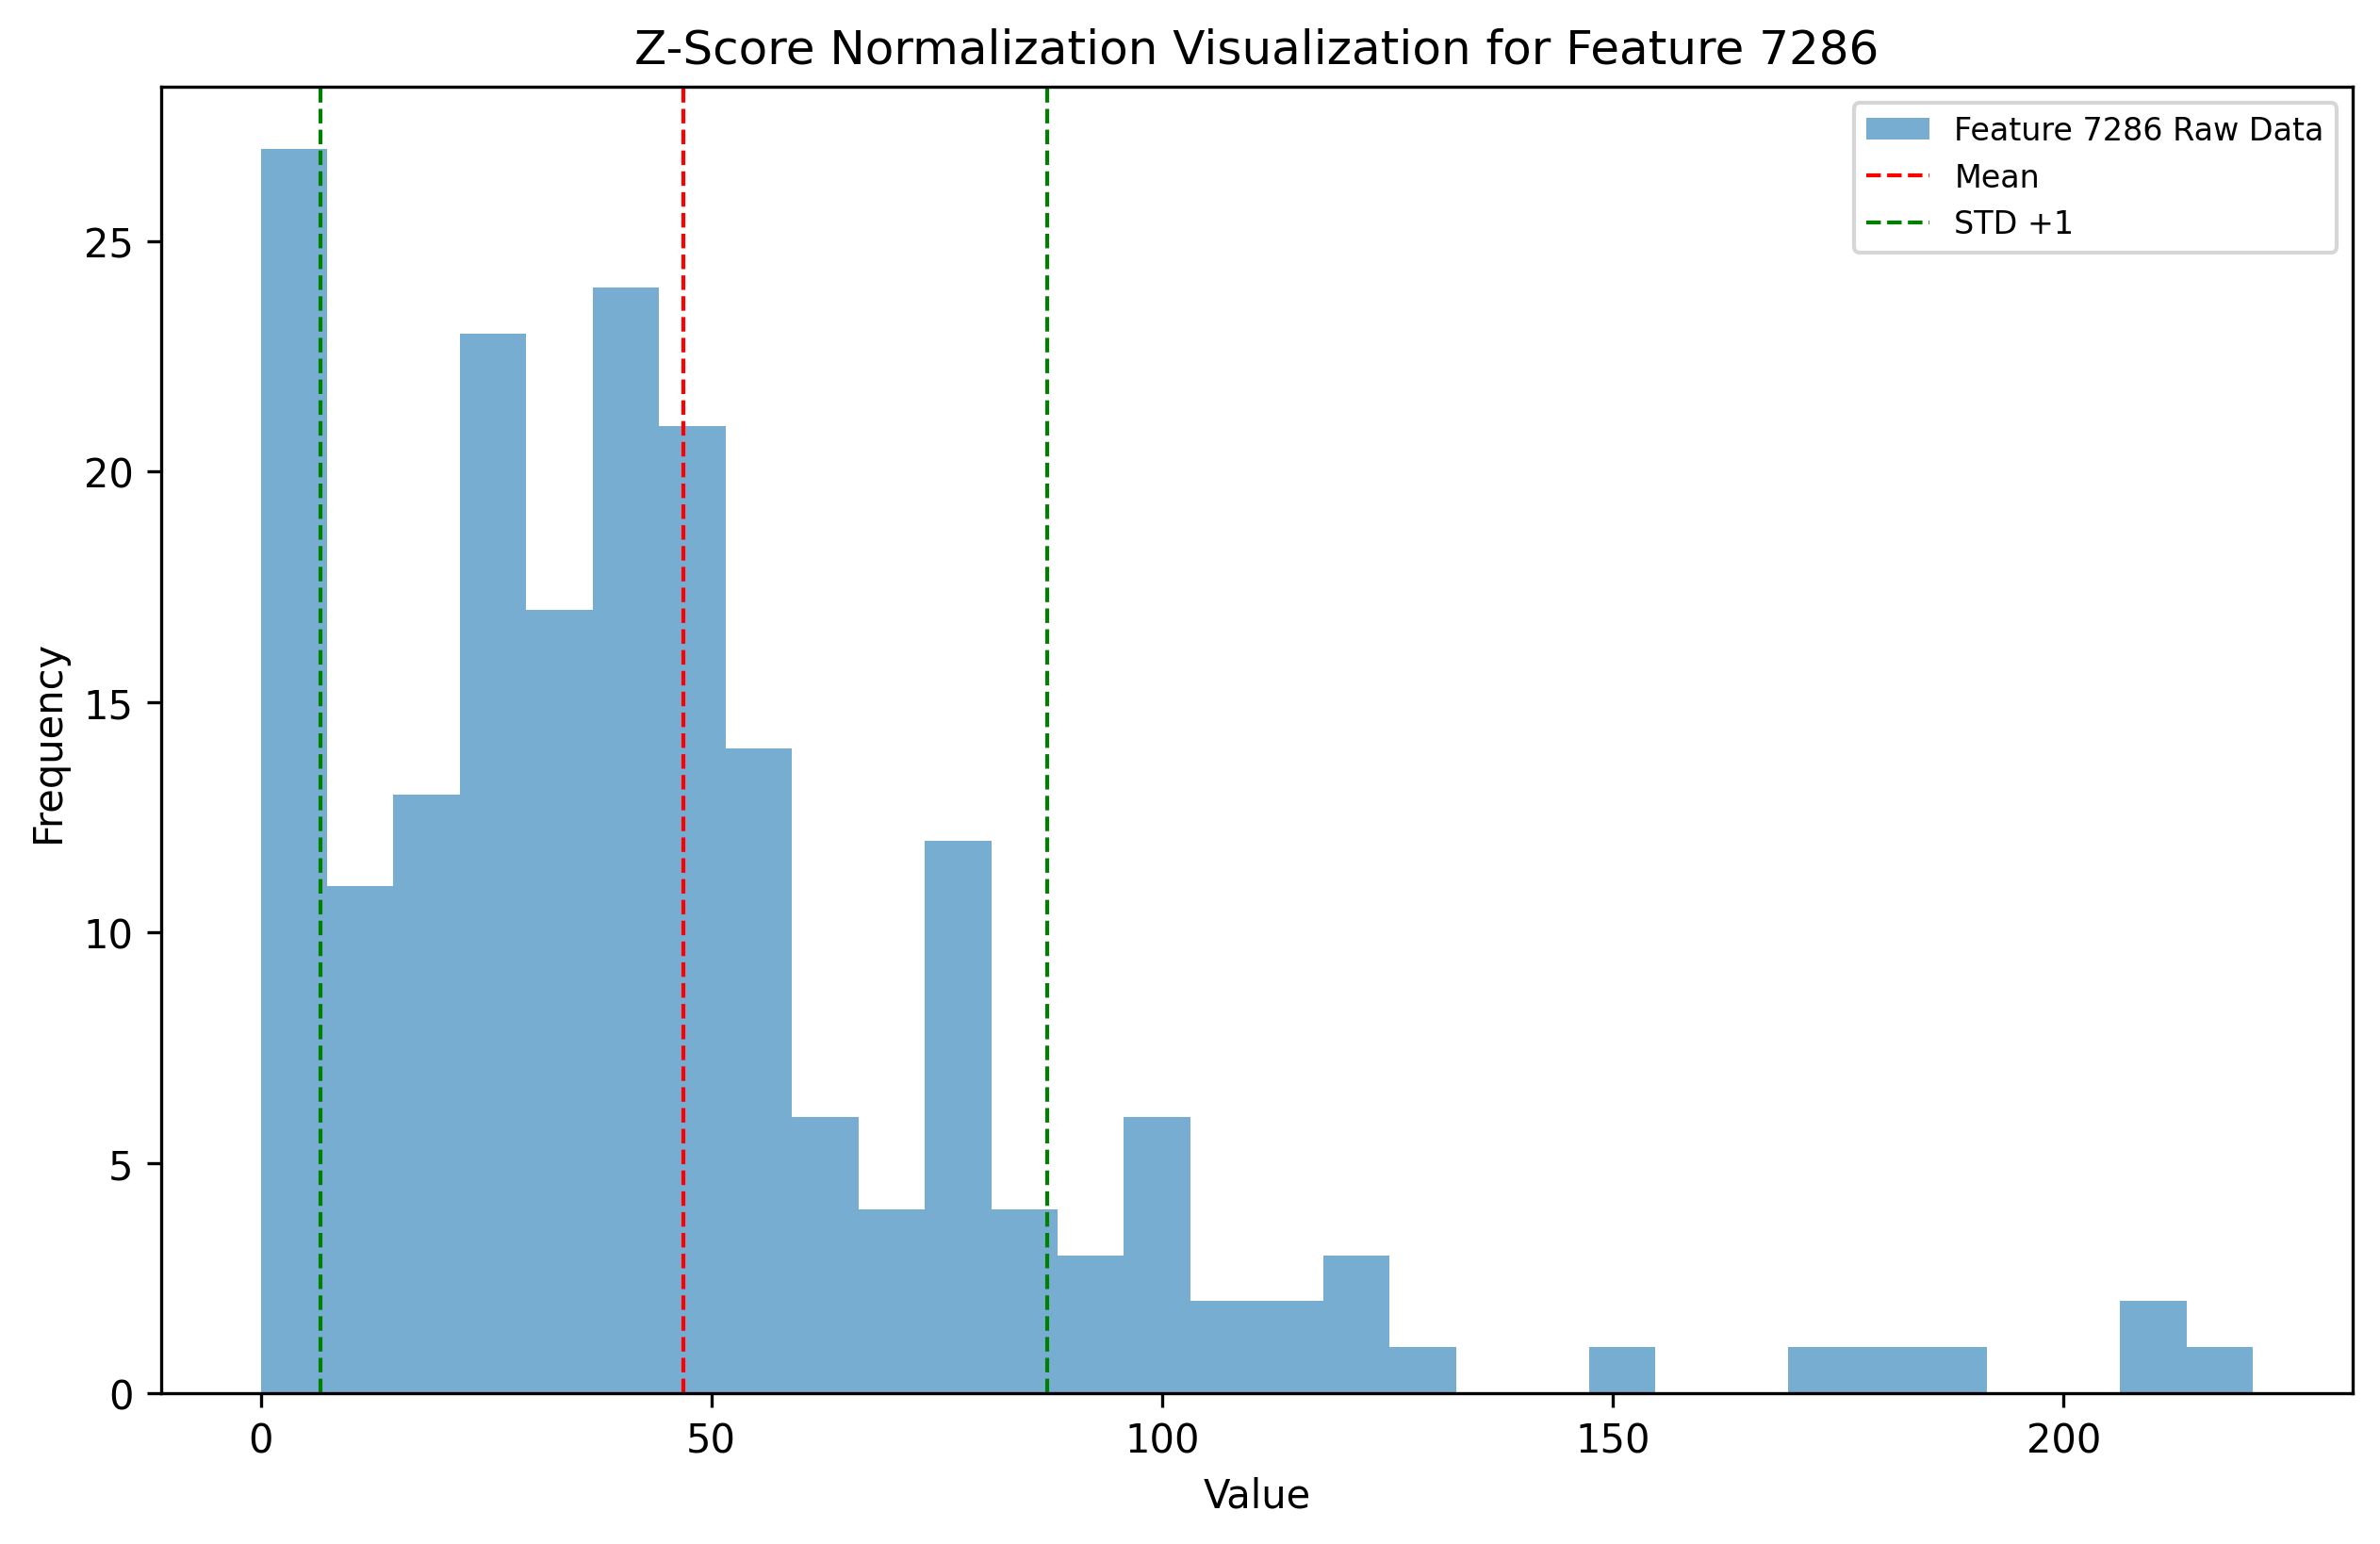 Z-Score Normalization Visualization for Feature 7286
Feature 7286 Raw Data
Mean
STD +1
Frequency
25
20
15
10
5
0
0 50 100 150 200
Value